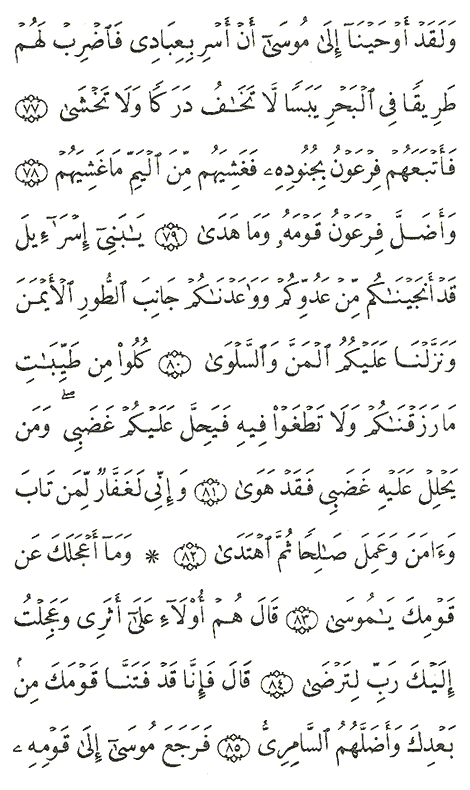 وَلَقَدْ أَوْحَيْنَآ إِلَىٰ مُوسَىٰٓ أَنْ أَسْرِ بِعِبَادِى فَٱضْرِبْ لَهُمْ
طَرِيقًا فِى ٱلْبَحْرِ يَبَسًا لَّا تَخَـٰفُ دَرَكًا وَلَا تَخْشَىٰ ٧٧
فَأَتْبَعَهُمْ فِرْعَوْنُ بِجُنُودِهِۦ فَغَشِيَهُم مِّنَ ٱلْيَمِّ مَا غَشِيَهُمْ ٧٨
وَأَضَلَّ فِرْعَوْنُ قَوْمَهُۥ وَمَا هَدَىٰ ٧٩ يَـٰبَنِىٓ إِسْرَـٰٓءِيلَ
قَدْ أَنجَيْنَـٰكُم مِّنْ عَدُوِّكُمْ وَوَٰعَدْنَـٰكُمْ جَانِبَ ٱلطُّورِ ٱلْأَيْمَنَ
وَنَزَّلْنَا عَلَيْكُمُ ٱلْمَنَّ وَٱلسَّلْوَىٰ ٨٠ كُلُوا۟ مِن طَيِّبَـٰتِ
مَا رَزَقْنَـٰكُمْ وَلَا تَطْغَوْا۟ فِيهِ فَيَحِلَّ عَلَيْكُمْ غَضَبِى ۖ وَمَن
يَحْلِلْ عَلَيْهِ غَضَبِى فَقَدْ هَوَىٰ ٨١ وَإِنِّى لَغَفَّارٌ لِّمَن تَابَ
وَءَامَنَ وَعَمِلَ صَـٰلِحًا ثُمَّ ٱهْتَدَىٰ ٨٢ * وَمَآ أَعْجَلَكَ عَن
قَوْمِكَ يَـٰمُوسَىٰ ٨٣ قَالَ هُمْ أُو۟لَآءِ عَلَىٰٓ أَثَرِى وَعَجِلْتُ
إِلَيْكَ رَبِّ لِتَرْضَىٰ ٨٤ قَالَ فَإِنَّا قَدْ فَتَنَّا قَوْمَكَ مِنۢ
بَعْدِكَ وَأَضَلَّهُمُ ٱلسَّامِرِىُّ ٨٥ فَرَجَعَ مُوسَىٰٓ إِلَىٰ قَوْمِهِۦ